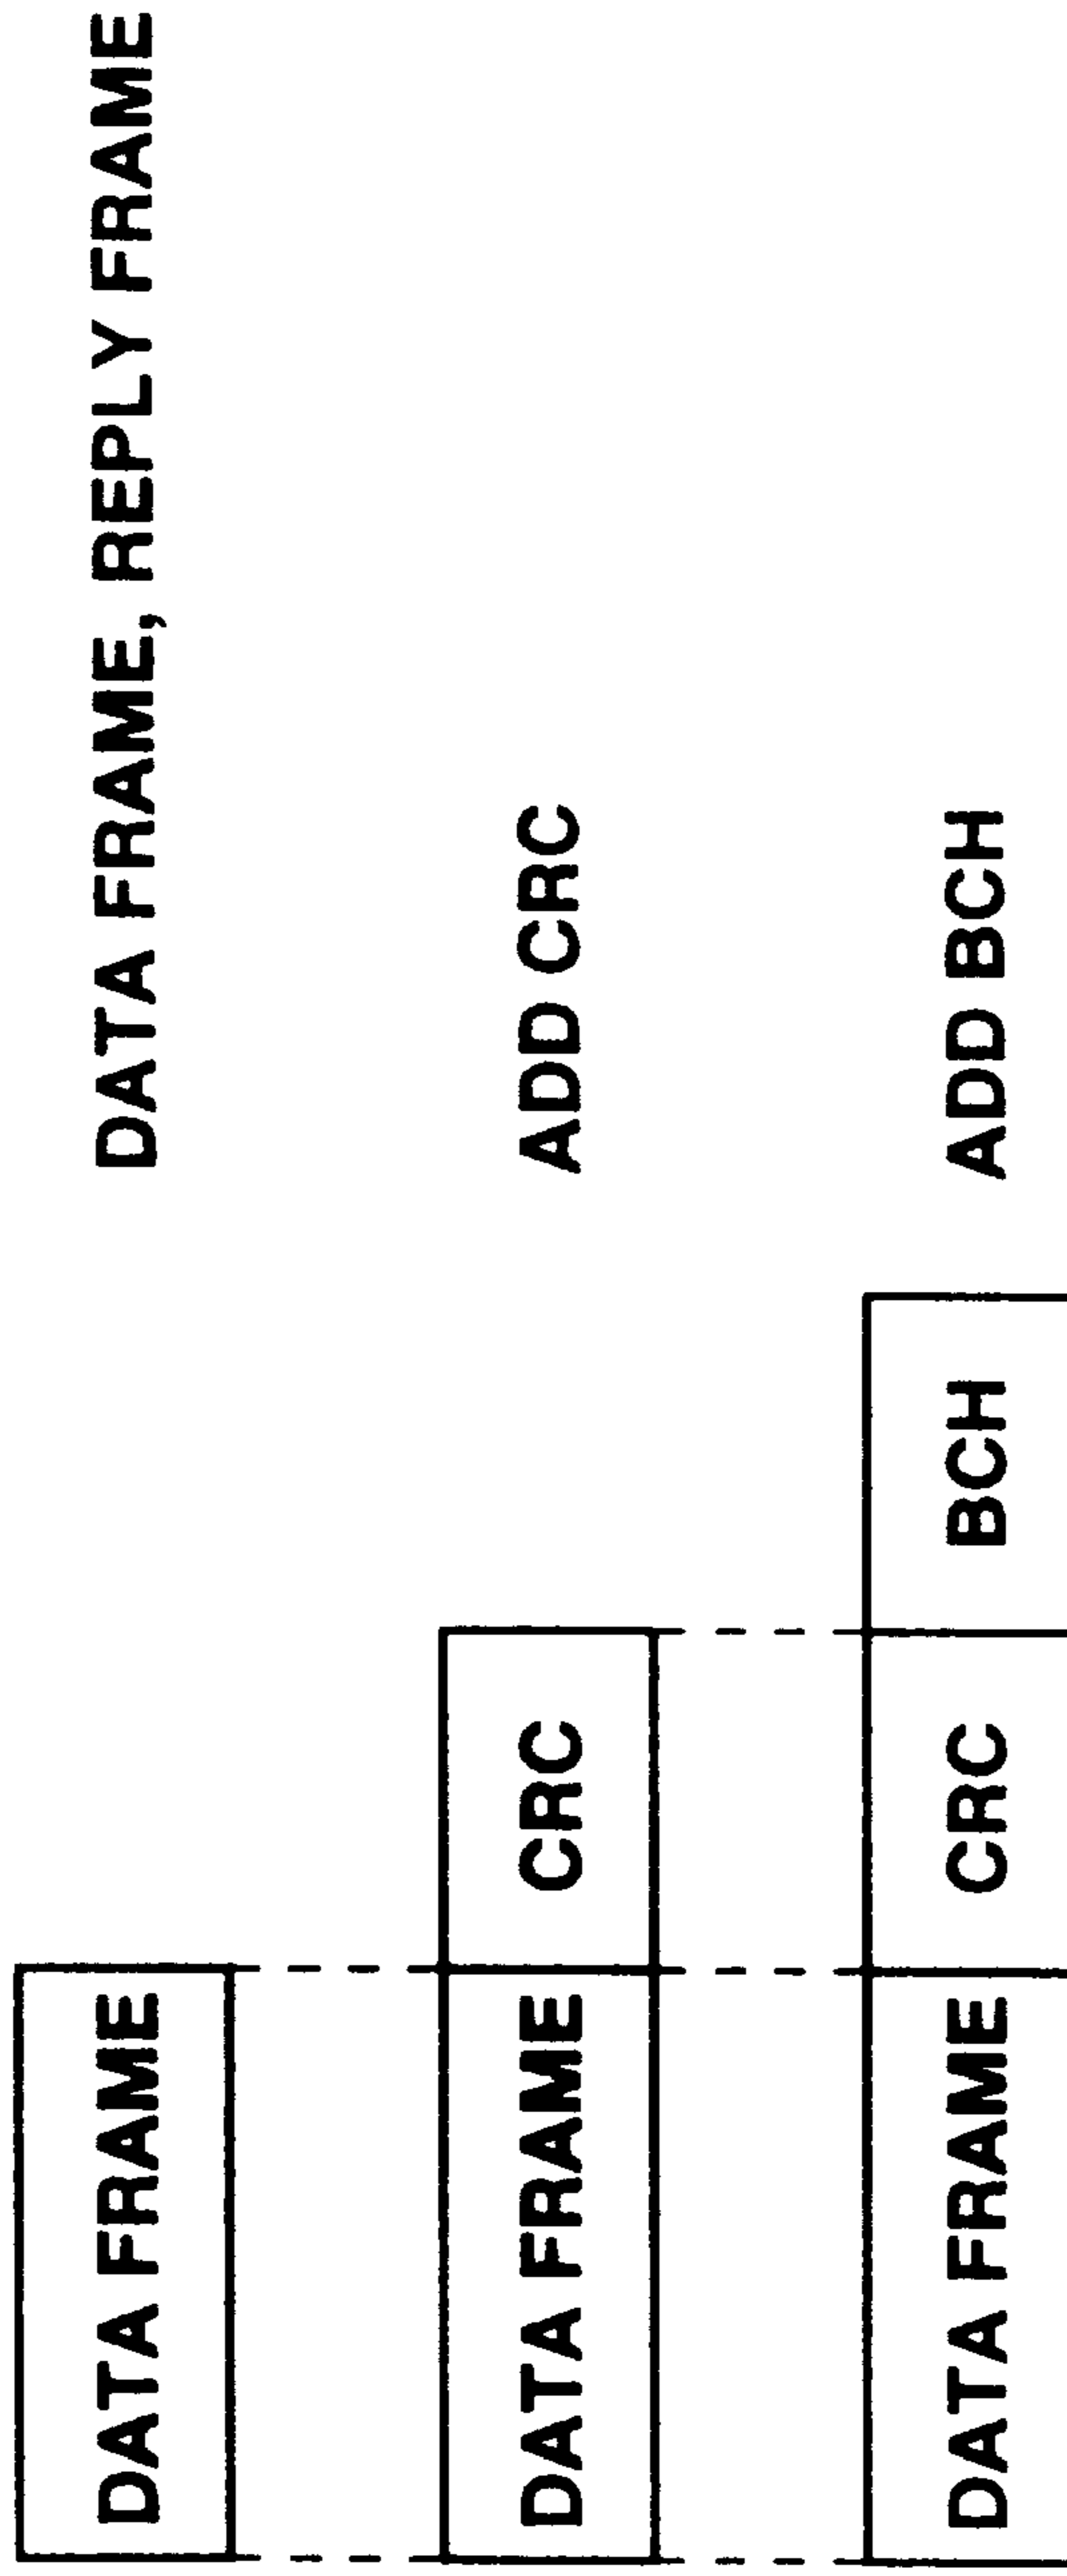 DATA FRAME DATA FRAME, REPLY FRAME
DATA FRAME CRC ADD CRC
DATA FRAME CRC BCH ADD BCH